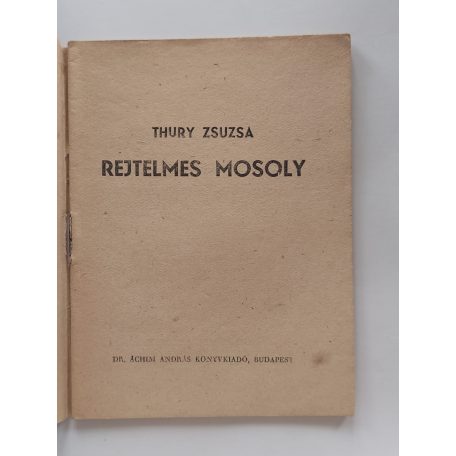 THURY ZSUZSA
REJTELMES MOSOLY
DR. ÁCHIM ANDRÁS KÖNYVKIADÓ, BUDAPEST